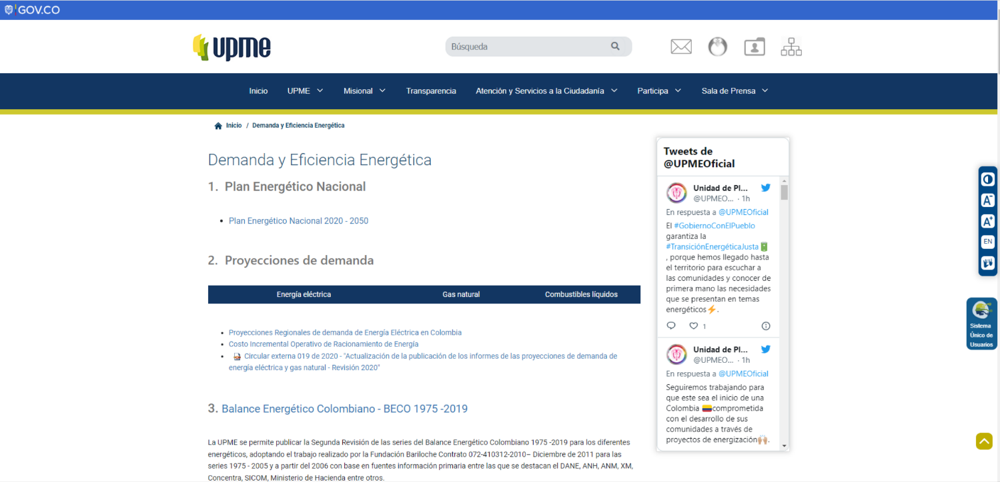 GOV.CO
upme
Búsqueda
Inicio UPME Misional Transparencia Atención y Servicios a la Ciudadanía Participa Sala de Prensa
Inicio / Demanda y Eficiencia Energética
Demanda y Eficiencia Energética
1. Plan Energético Nacional
• Plan Energético Nacional 2020 - 2050
2. Proyecciones de demanda
Energía eléctrica Gas natural Combustibles líquidos
• Proyecciones Regionales de demanda de Energía Eléctrica en Colombia
• Costo Incremental Operativo de Racionamiento de Energía
• Circular externa 019 de 2020 - "Actualización de la publicación de los informes de las proyecciones de demanda de
energía eléctrica y gas natural - Revisión 2020"
3. Balance Energético Colombiano - BECO 1975 -2019
La UPME se permite publicar la Segunda Revisión de las series del Balance Energético Colombiano 1975 -2019 para los diferentes
energéticos, adoptando el trabajo realizado por la Fundación Bariloche Contrato 072-410312-2010– Diciembre de 2011 para las
series 1975 - 2005 y a partir del 2006 con base en fuentes información primaria entre las que se destacan el DANE, ANH, ANM, XM,
Concentra, SICOM, Ministerio de Hacienda entre otros.
Tweets de
@UPMEOficial
Unidad de Pl...
@UPMEO... · 1h
En respuesta a @UPMEOficial
El #GobiernoConElPueblo
garantiza la
#TransiciónEnergéticaJusta🔋
, porque hemos llegado hasta
el territorio para escuchar a
las comunidades y conocer de
primera mano las necesidades
que se presentan en temas
energéticos⚡.
1
Unidad de Pl...
@UPMEO... · 1h
En respuesta a @UPMEOficial
Seguiremos trabajando para
que este sea el inicio de una
Colombia 🇨🇴comprometida
con el desarrollo de sus
comunidades a través de
proyectos de energización🙌🏼.
A-
A+
EN
Sistema
Único de
Usuarios